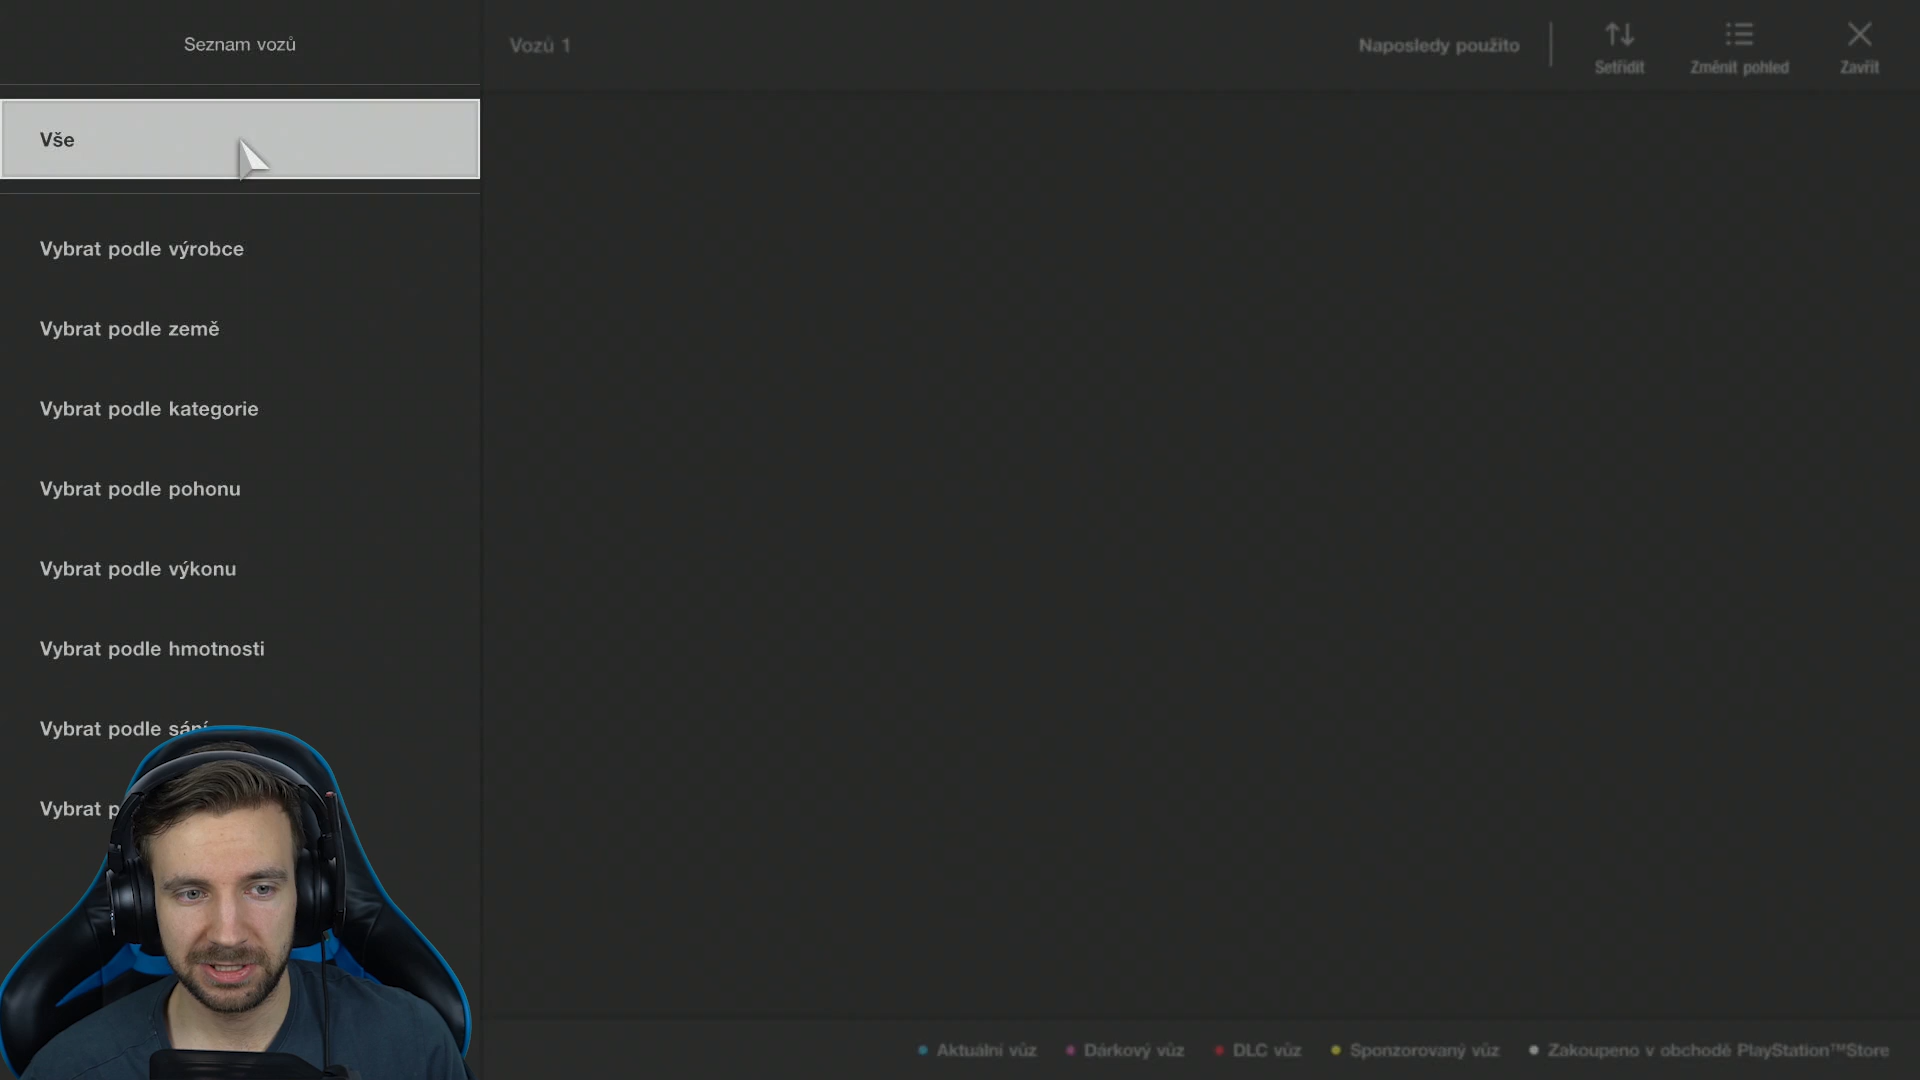 Seznam vozů
Vozů 1
Naposledy použito
Setřídit
Změnit pohled
Zavřít
Vše
Vybrat podle výrobce
Vybrat podle země
Vybrat podle kategorie
Vybrat podle pohonu
Vybrat podle výkonu
Vybrat podle hmotnosti
Vybrat podle sání
Vybrat
Aktuální vůz
Dárkový vůz
DLC vůz
Sponzorovaný vůz
Zakoupeno v obchodě PlayStation™Store